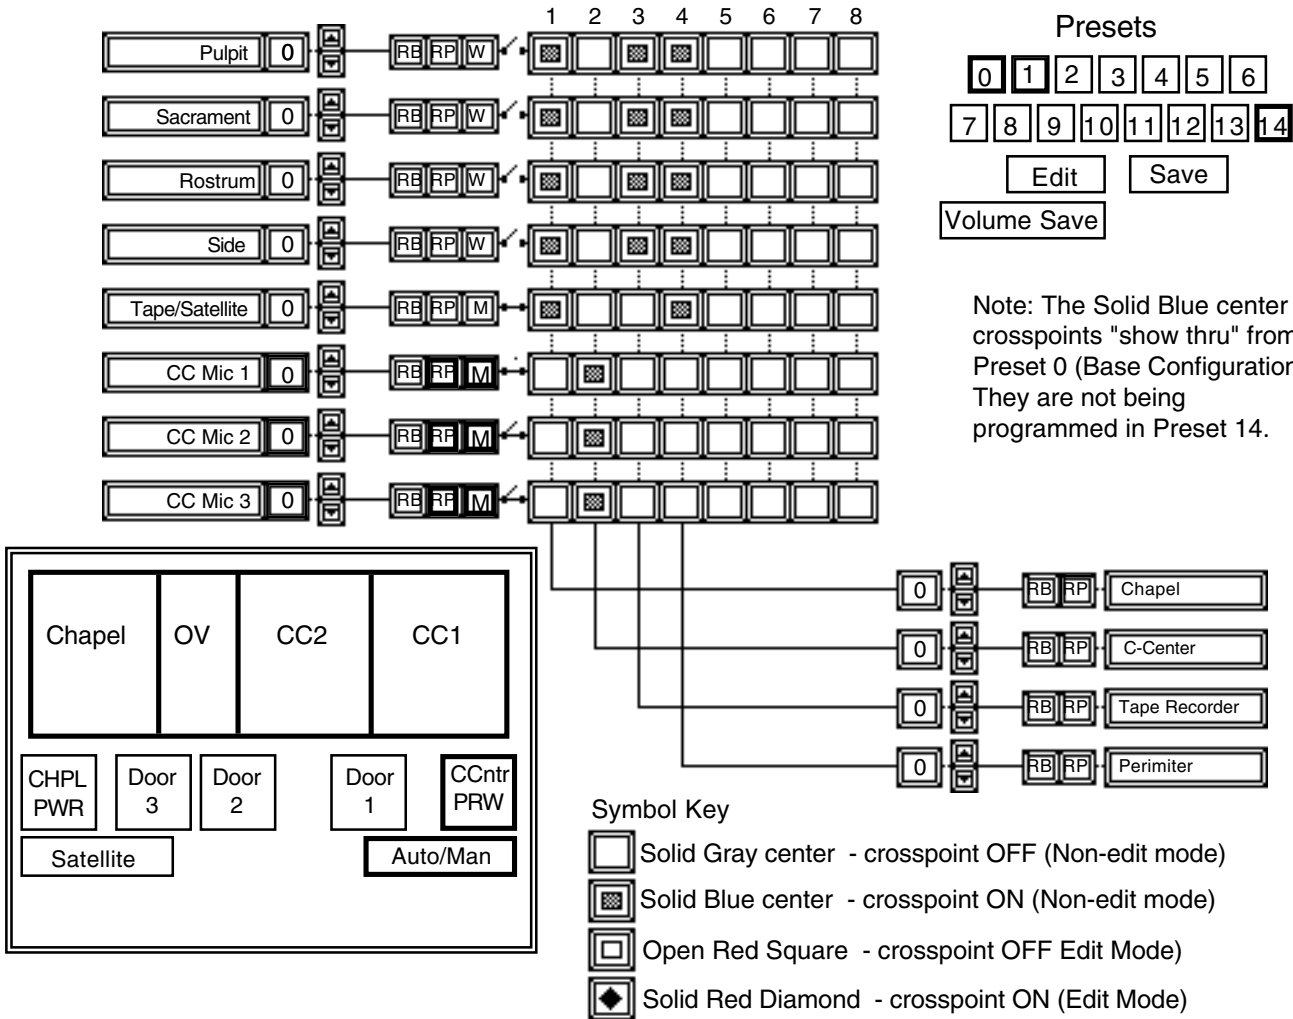 1 2 3 4 5 6 7 8
Pulpit 0 RB RP W
Sacrament 0 RB RP W
Rostrum 0 RB RP W
Side 0 RB RP W
Tape/Satellite 0 RB RP M
CC Mic 1 0 RB RP M
CC Mic 2 0 RB RP M
CC Mic 3 0 RB RP M
Presets
0 1 2 3 4 5 6
7 8 9 10 11 12 13 14
Edit Save
Volume Save
Note: The Solid Blue center
crosspoints "show thru" from
Preset 0 (Base Configuration
They are not being
programmed in Preset 14.
0 RB RP Chapel
0 RB RP C-Center
0 RB RP Tape Recorder
0 RB RP Perimiter
Chapel OV CC2 CC1
CHPL PWR
Door 3
Door 2
Door 1
CCntr PRW
Satellite
Auto/Man
Symbol Key
Solid Gray center - crosspoint OFF (Non-edit mode)
Solid Blue center - crosspoint ON (Non-edit mode)
Open Red Square - crosspoint OFF Edit Mode)
Solid Red Diamond - crosspoint ON (Edit Mode)